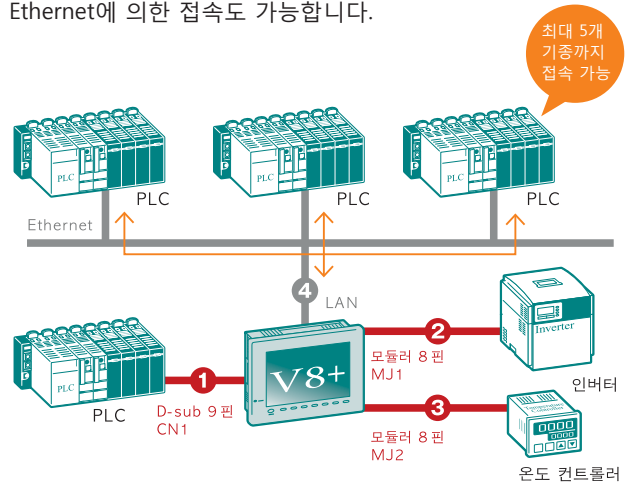 Ethernet에 의한 접속도 가능합니다.
최대 5개
기종까지
접속 가능
PLC
PLC
PLC
PLC
PLC
PLC
Ethernet
4
LAN
Inverter
2
모듈러 8핀
MJ1
인버터
PLC
PLC
1
D-sub 9핀
CN1
V8+
3
모듈러 8핀
MJ2
온도 컨트롤러